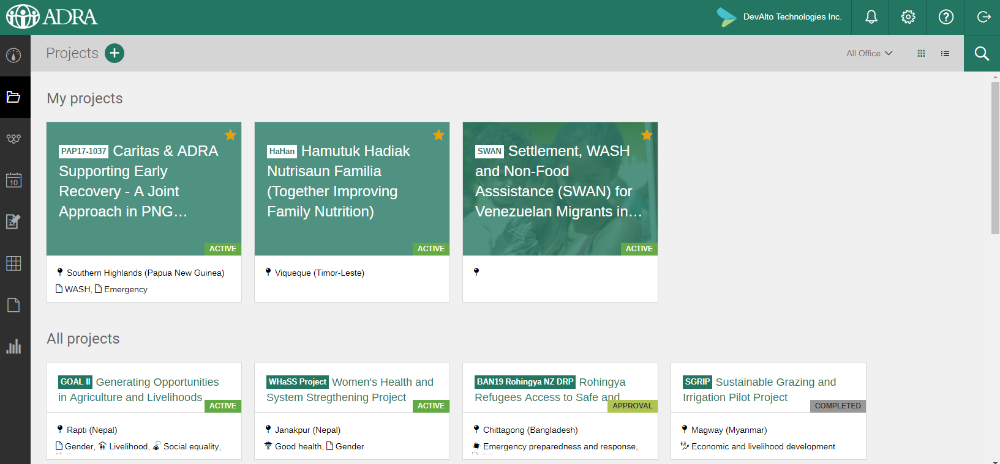 ADRA
DevAlto Technologies Inc.
Projects
All Office
10
My projects
PAP17-1037 Caritas & ADRA
Supporting Early
Recovery - A Joint
Approach in PNG…
ACTIVE
Southern Highlands (Papua New Guinea)
WASH, Emergency
HaHan Hamutuk Hadiak
Nutrisaun Familia
(Together Improving
Family Nutrition)
ACTIVE
Viqueque (Timor-Leste)
SWAN Settlement, WASH
and Non-Food
Asssistance (SWAN) for
Venezuelan Migrants in…
ACTIVE
All projects
GOAL II Generating Opportunities
in Agriculture and Livelihoods
ACTIVE
Rapti (Nepal)
Gender, Livelihood, Social equality,
WHaSS Project Women's Health and
System Stregthening Project
ACTIVE
Janakpur (Nepal)
Good health, Gender
BAN19 Rohingya NZ DRP Rohingya
Refugees Access to Safe and
APPROVAL
Chittagong (Bangladesh)
Emergency preparedness and response,
SGRIP Sustainable Grazing and
Irrigation Pilot Project
COMPLETED
Magway (Myanmar)
Economic and livelihood development